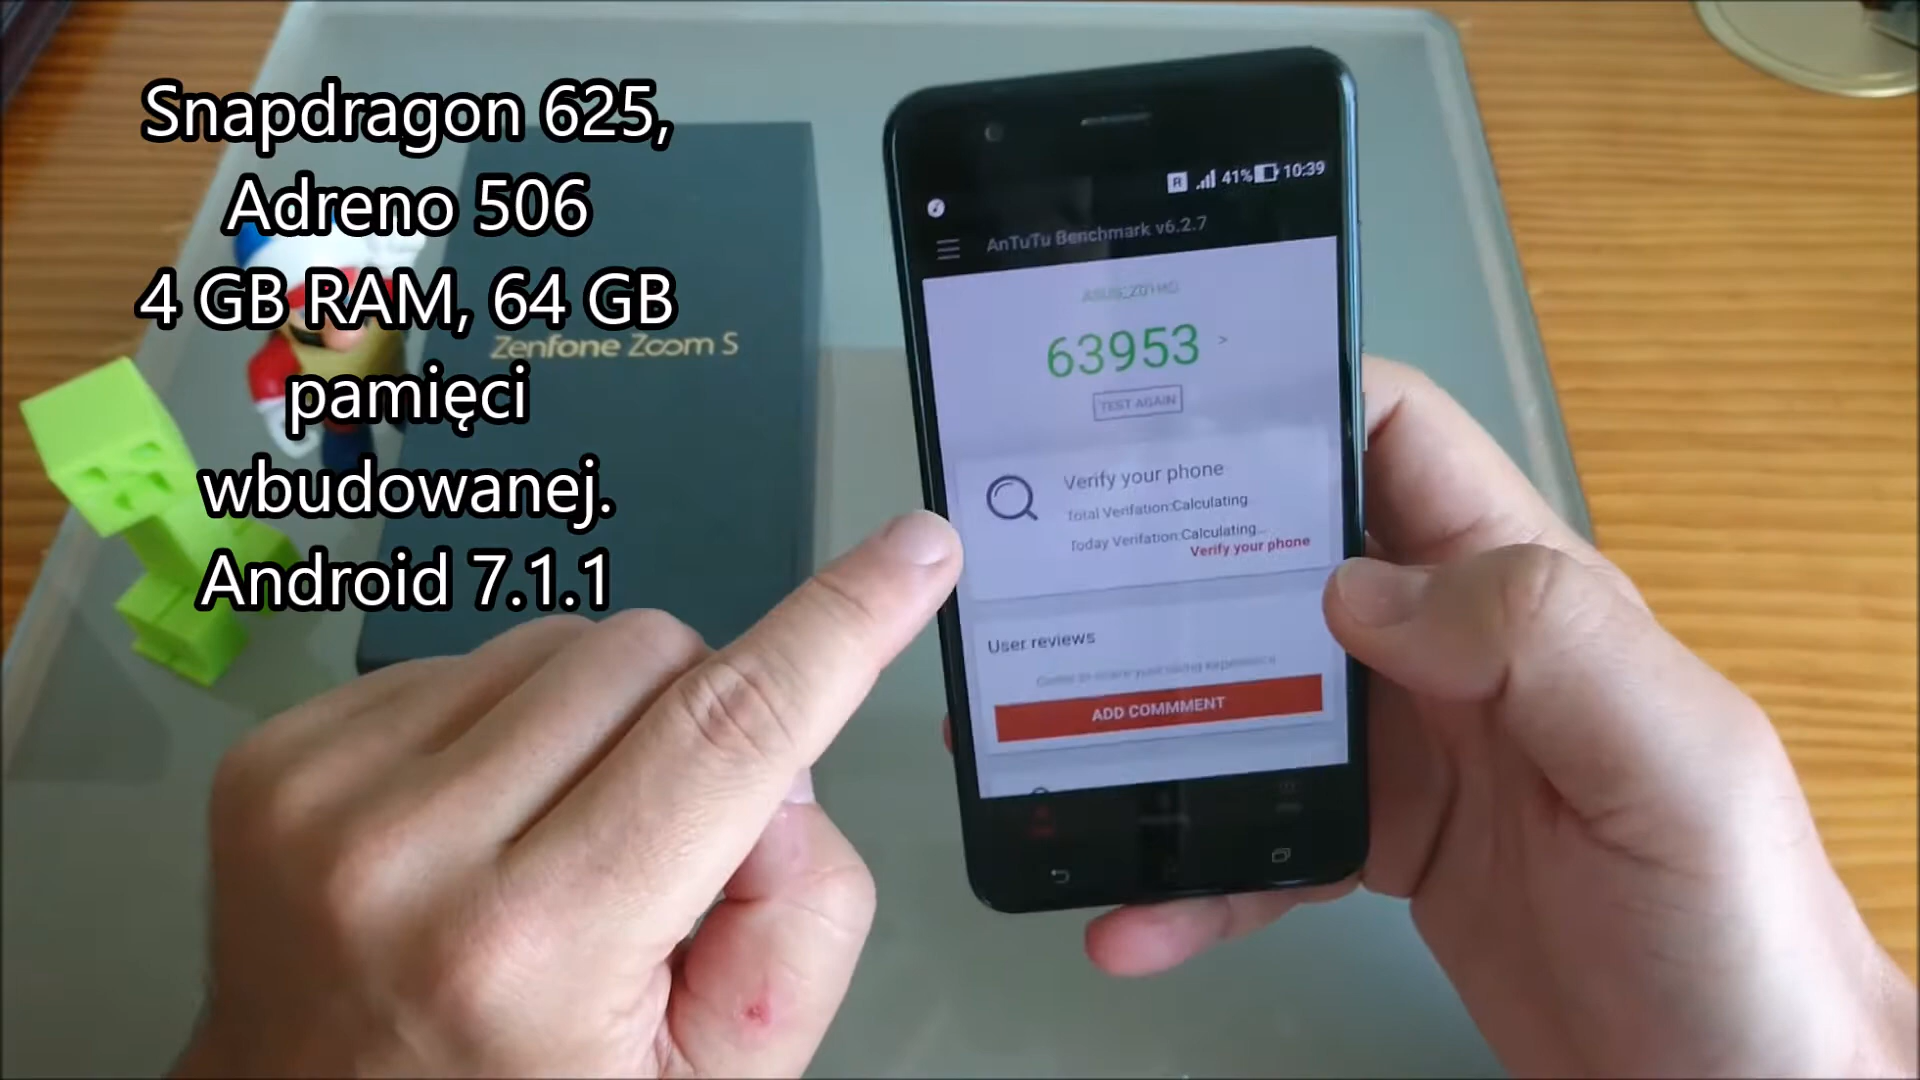 Snapdragon 625,
Adreno 506
4 GB RAM, 64 GB
pamięci
wbudowanej.
Android 7.1.1
Zenfone Zoom S
R 41% 10:39
AnTuTu Benchmark v6.2.7
63953 >
TEST AGAIN
Verify your phone
Total Verifation:Calculating
Today Verifation:Calculating...
Verify your phone
User reviews
ADD COMMMENT